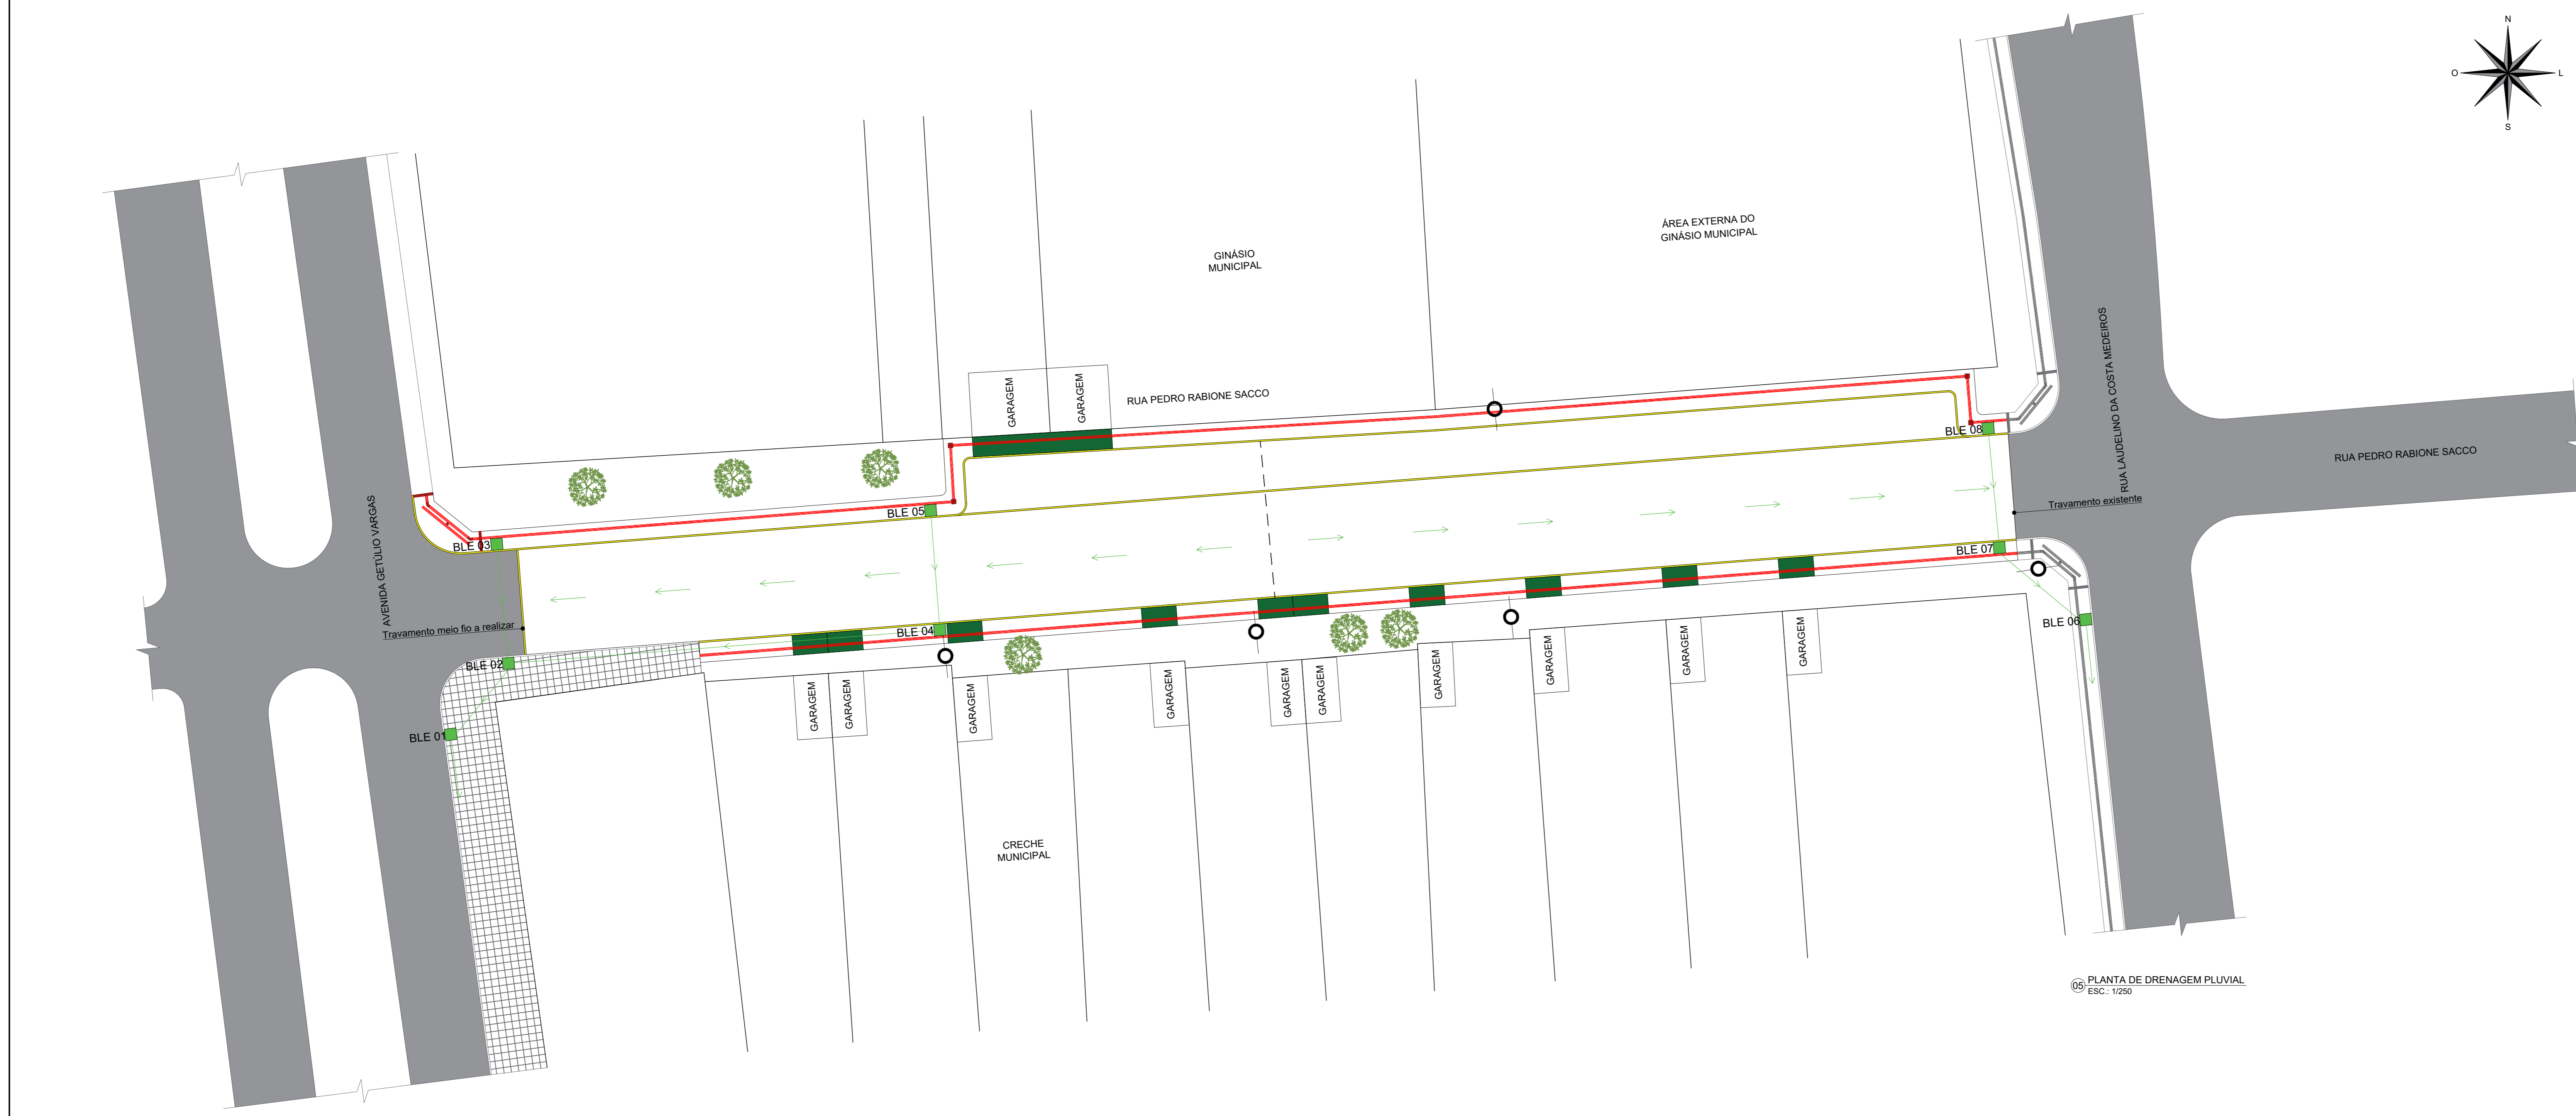 N
O
L
S
ÁREA EXTERNA DO
GINÁSIO MUNICIPAL
GINÁSIO
MUNICIPAL
GARAGEM
GARAGEM
RUA PEDRO RABIONE SACCO
RUA LAUDELINO DA COSTA MEDEIROS
BLE 08
RUA PEDRO RABIONE SACCO
AVENIDA GETÚLIO VARGAS
BLE 03
BLE 05
Travamento existente
BLE 07
Travamento meio fio a realizar
BLE 04
BLE 06
BLE 02
BLE 01
GARAGEM
GARAGEM
GARAGEM
GARAGEM
GARAGEM
GARAGEM
GARAGEM
GARAGEM
GARAGEM
GARAGEM
CRECHE
MUNICIPAL
05
PLANTA DE DRENAGEM PLUVIAL
ESC.: 1/250